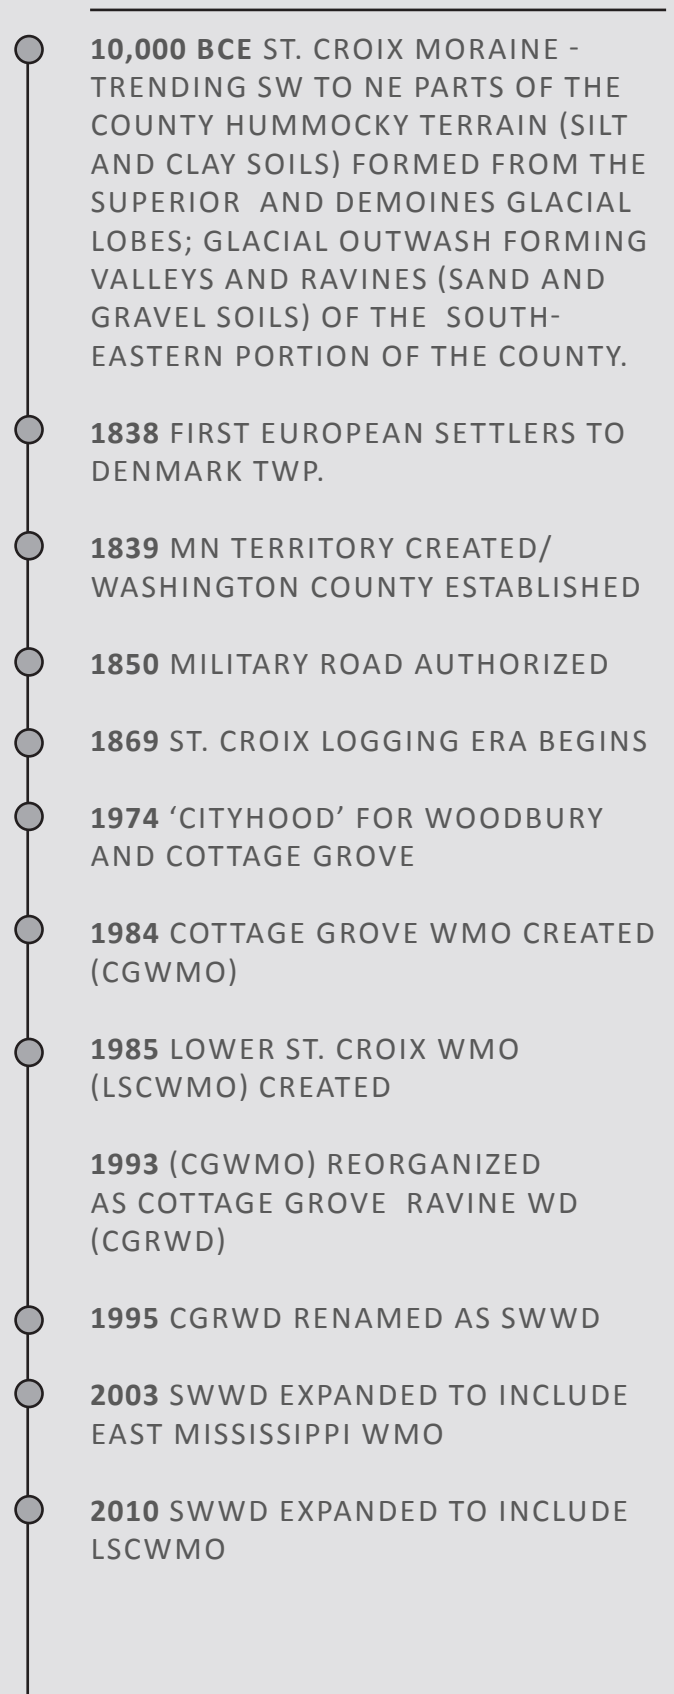 10,000 BCE ST. CROIX MORAINE -
TRENDING SW TO NE PARTS OF THE
COUNTY HUMMOCKY TERRAIN (SILT
AND CLAY SOILS) FORMED FROM THE
SUPERIOR AND DEMOINES GLACIAL
LOBES; GLACIAL OUTWASH FORMING
VALLEYS AND RAVINES (SAND AND
GRAVEL SOILS) OF THE SOUTH-
EASTERN PORTION OF THE COUNTY.
1838 FIRST EUROPEAN SETTLERS TO
DENMARK TWP.
1839 MN TERRITORY CREATED/
WASHINGTON COUNTY ESTABLISHED
1850 MILITARY ROAD AUTHORIZED
1869 ST. CROIX LOGGING ERA BEGINS
1974 ‘CITYHOOD’ FOR WOODBURY
AND COTTAGE GROVE
1984 COTTAGE GROVE WMO CREATED
(CGWMO)
1985 LOWER ST. CROIX WMO
(LSCWMO) CREATED
1993 (CGWMO) REORGANIZED
AS COTTAGE GROVE RAVINE WD
(CGRWD)
1995 CGRWD RENAMED AS SWWD
2003 SWWD EXPANDED TO INCLUDE
EAST MISSISSIPPI WMO
2010 SWWD EXPANDED TO INCLUDE
LSCWMO